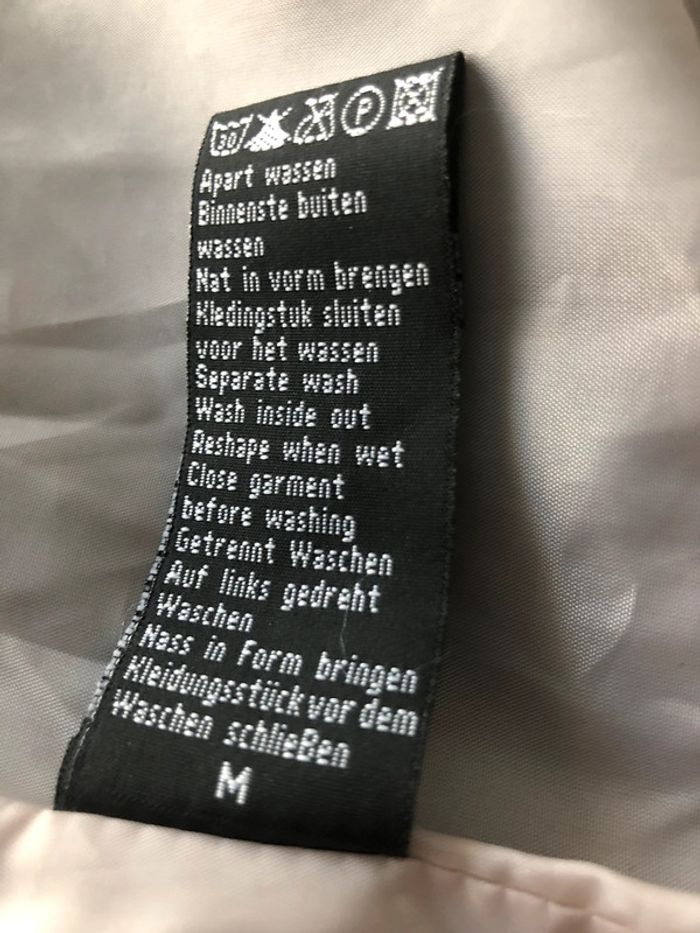 30 P
Apart wassen
Binnenste buiten
wassen
Nat in vorm brengen
Kledingstuk sluiten
voor het wassen
Separate wash
Wash inside out
Reshape when wet
Close garment
before washing
Getrennt Waschen
Auf links gedreht
Waschen
Nass in Form bringen
Kleidungsstück vor dem
Waschen schließen
M